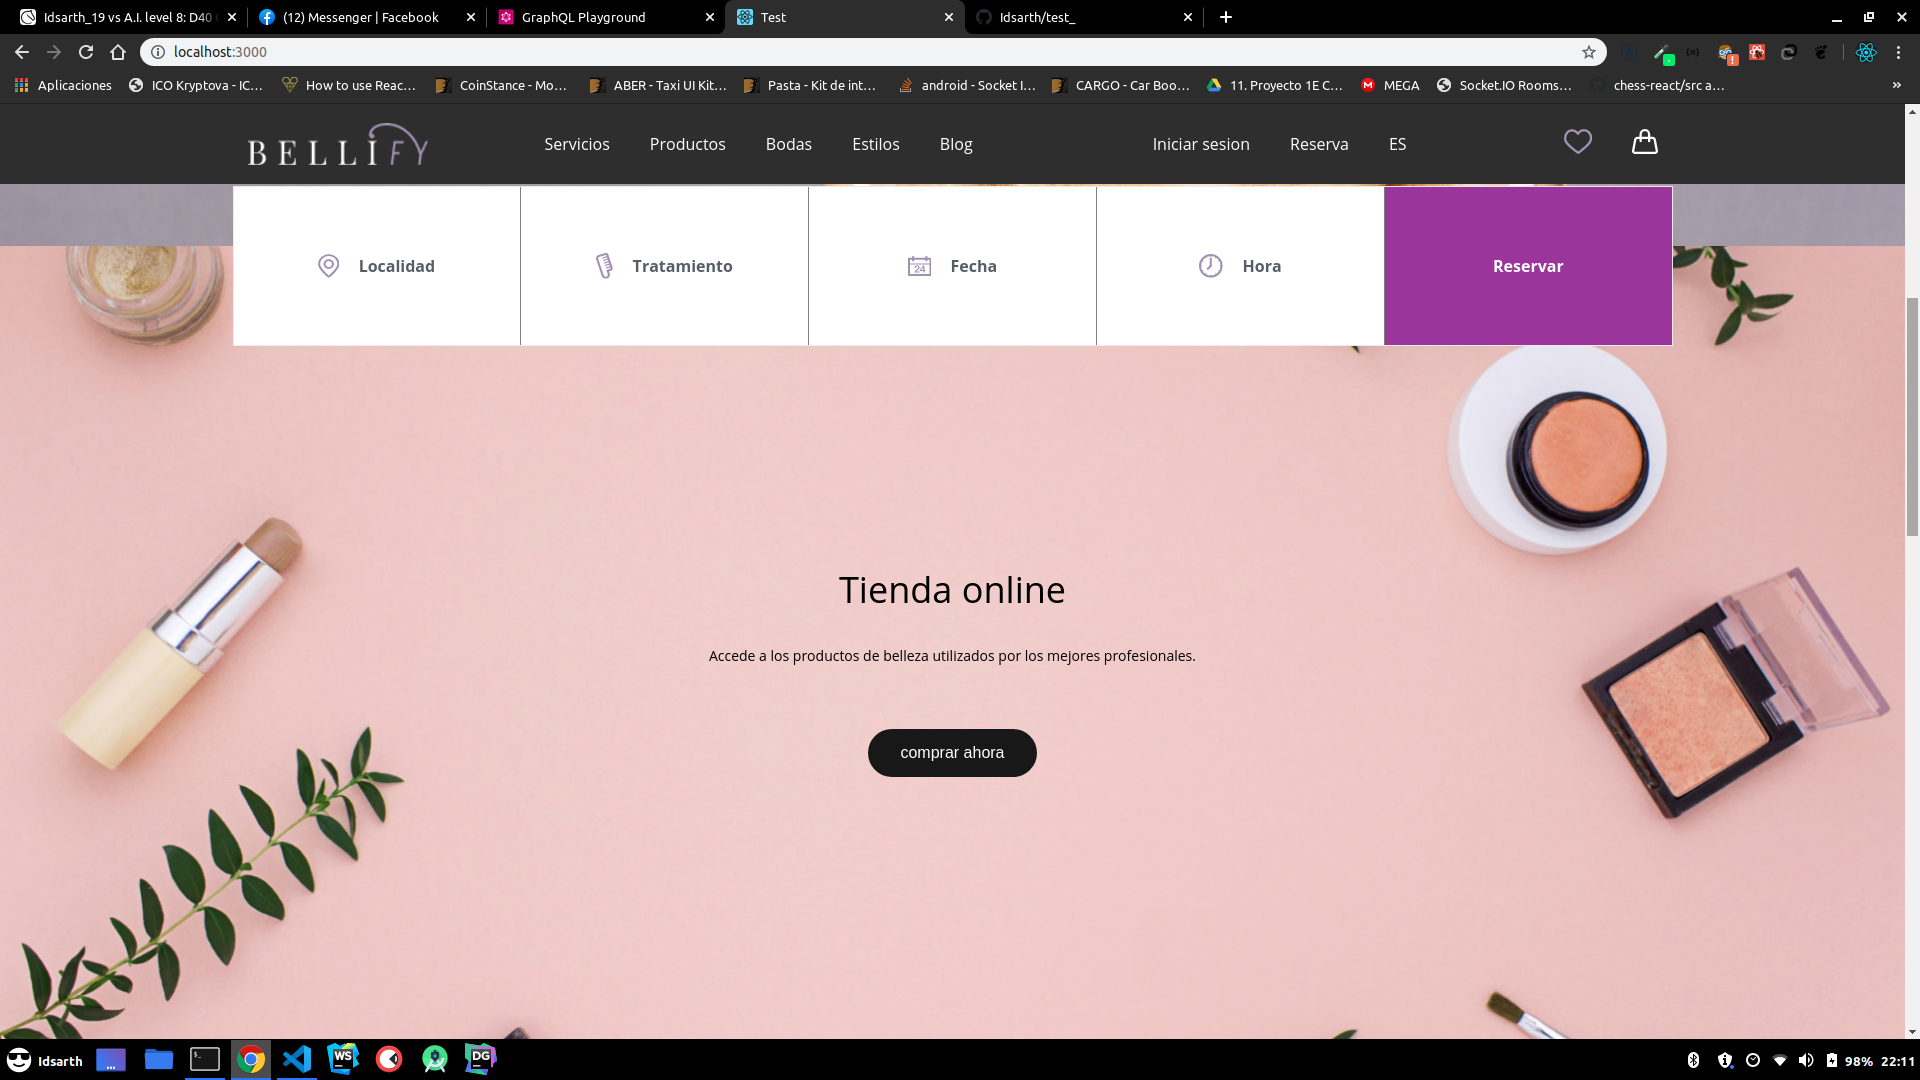 Idsarth_19 vs A.I. level 8: D40
(12) Messenger | Facebook
GraphQL Playground
Test
Idsarth/test_
localhost:3000
Aplicaciones
ICO Kryptova - IC...
How to use Reac...
CoinStance - Mo...
ABER - Taxi UI Kit...
Pasta - Kit de int...
android - Socket I...
CARGO - Car Boo...
11. Proyecto 1E C...
MEGA
Socket.IO Rooms...
chess-react/src a...
»
BELLIFY
Servicios
Productos
Bodas
Estilos
Blog
Iniciar sesion
Reserva
ES
Localidad
Tratamiento
24
Fecha
Hora
Reservar
Tienda online
Accede a los productos de belleza utilizados por los mejores profesionales.
comprar ahora
Idsarth
WS
DG
98%
22:11